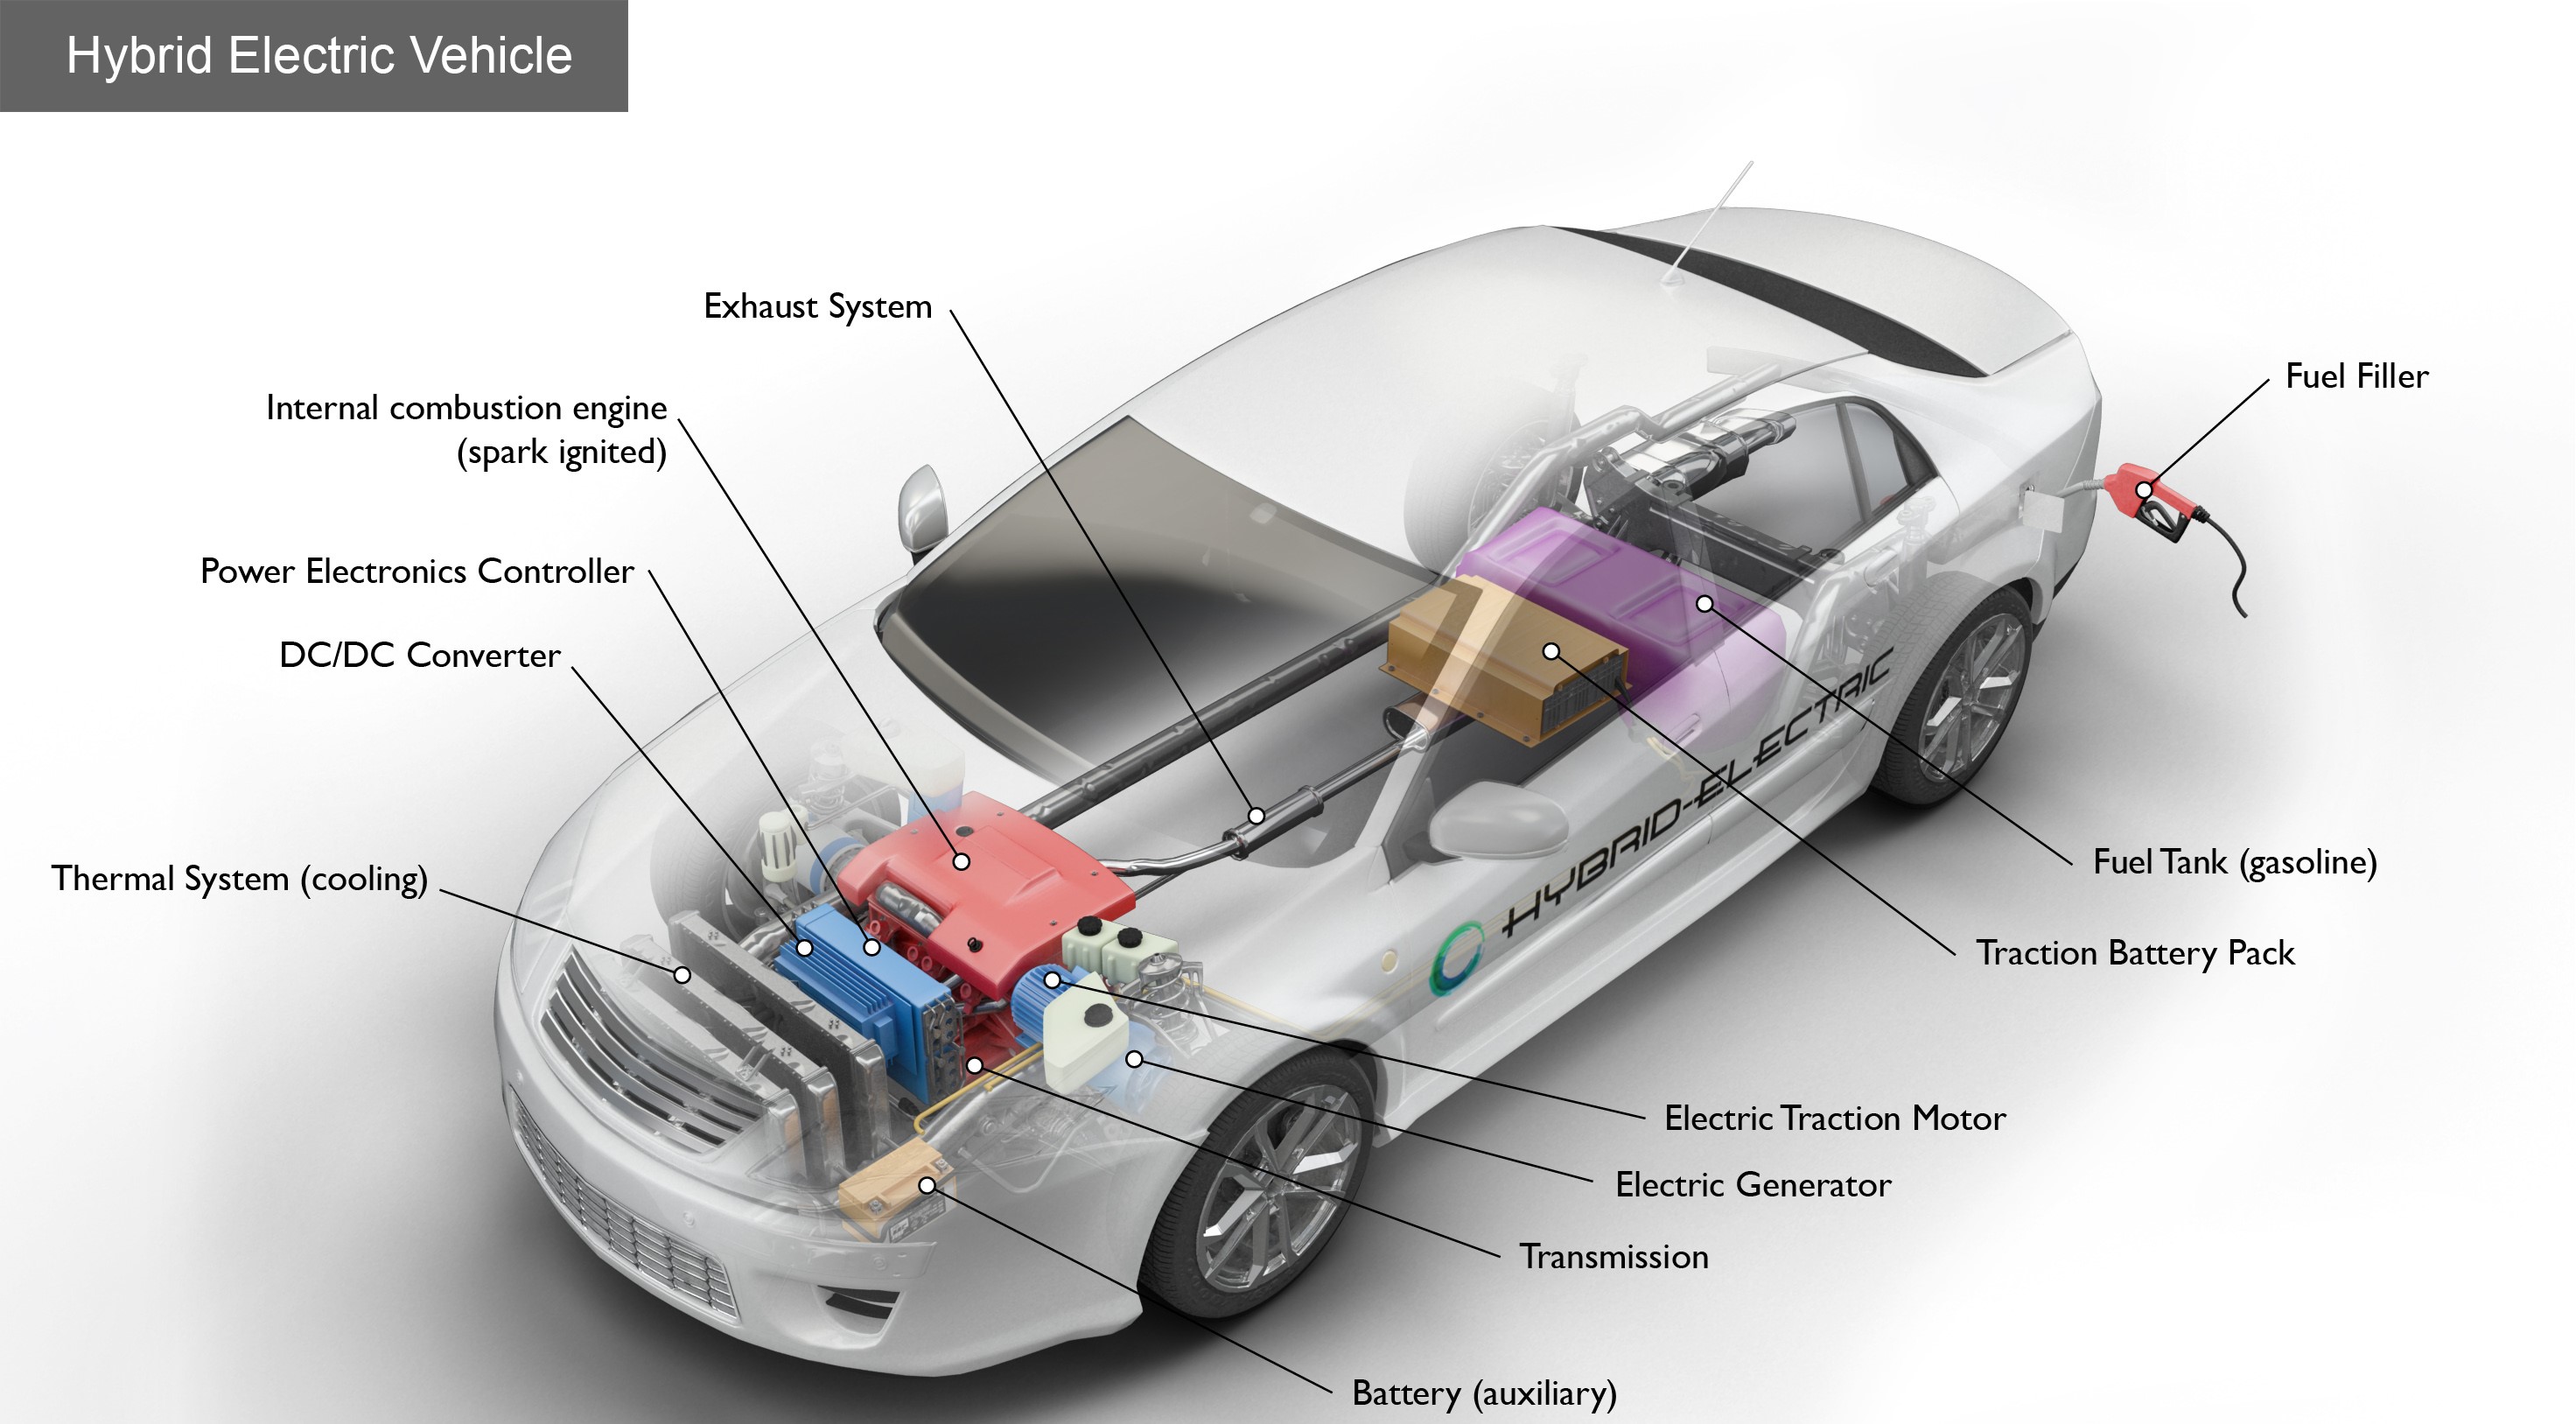 Hybrid Electric Vehicle
Exhaust System
Internal combustion engine
(spark ignited)
Power Electronics Controller
DC/DC Converter
Thermal System (cooling)
Fuel Filler
Fuel Tank (gasoline)
Traction Battery Pack
Electric Traction Motor
Electric Generator
Transmission
Battery (auxiliary)
HYBRID-ELECTRIC